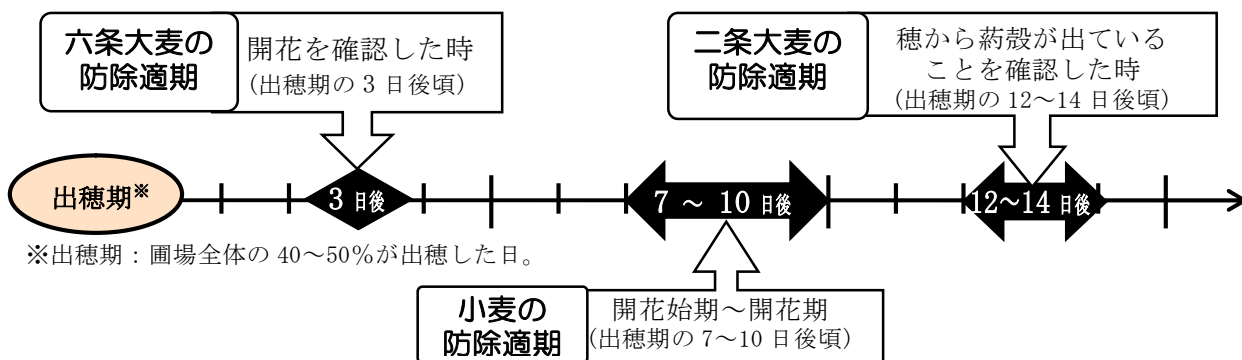 六条大麦の
防除適期
開花を確認した時
(出穂期の 3 日後頃)
二条大麦の
防除適期
穂から葯殻が出ている
ことを確認した時
(出穂期の 12～14 日後頃)
出穂期※
3 日後
7 ～ 10 日後
12～14 日後
※出穂期：圃場全体の 40～50％が出穂した日。
小麦の
防除適期
開花始期～開花期
(出穂期の 7～10 日後頃)